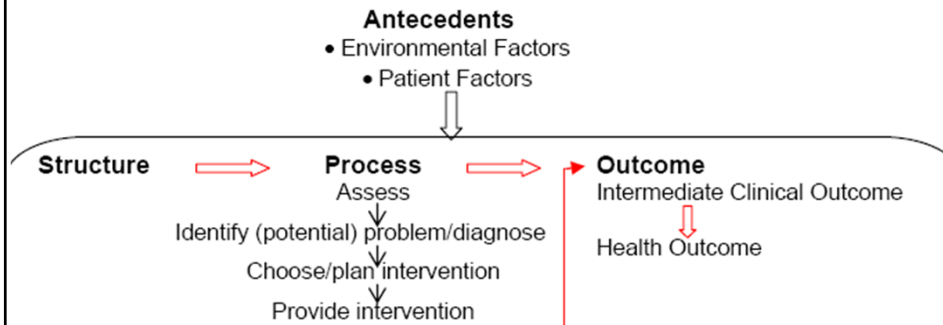 Antecedents
• Environmental Factors
• Patient Factors
Structure
Process
Assess
Identify (potential) problem/diagnose
Choose/plan intervention
Provide intervention
Outcome
Intermediate Clinical Outcome
Health Outcome